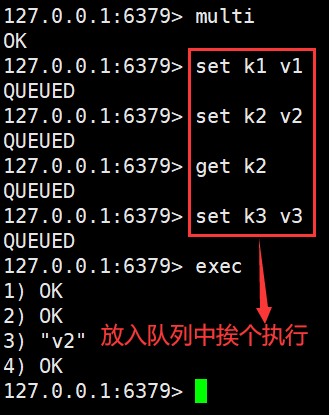 127.0.0.1:6379> multi
OK
127.0.0.1:6379> set k1 v1
QUEUED
127.0.0.1:6379> set k2 v2
QUEUED
127.0.0.1:6379> get k2
QUEUED
127.0.0.1:6379> set k3 v3
QUEUED
127.0.0.1:6379> exec
1) OK
2) OK
3) "v2" 放入队列中挨个执行
4) OK
127.0.0.1:6379>